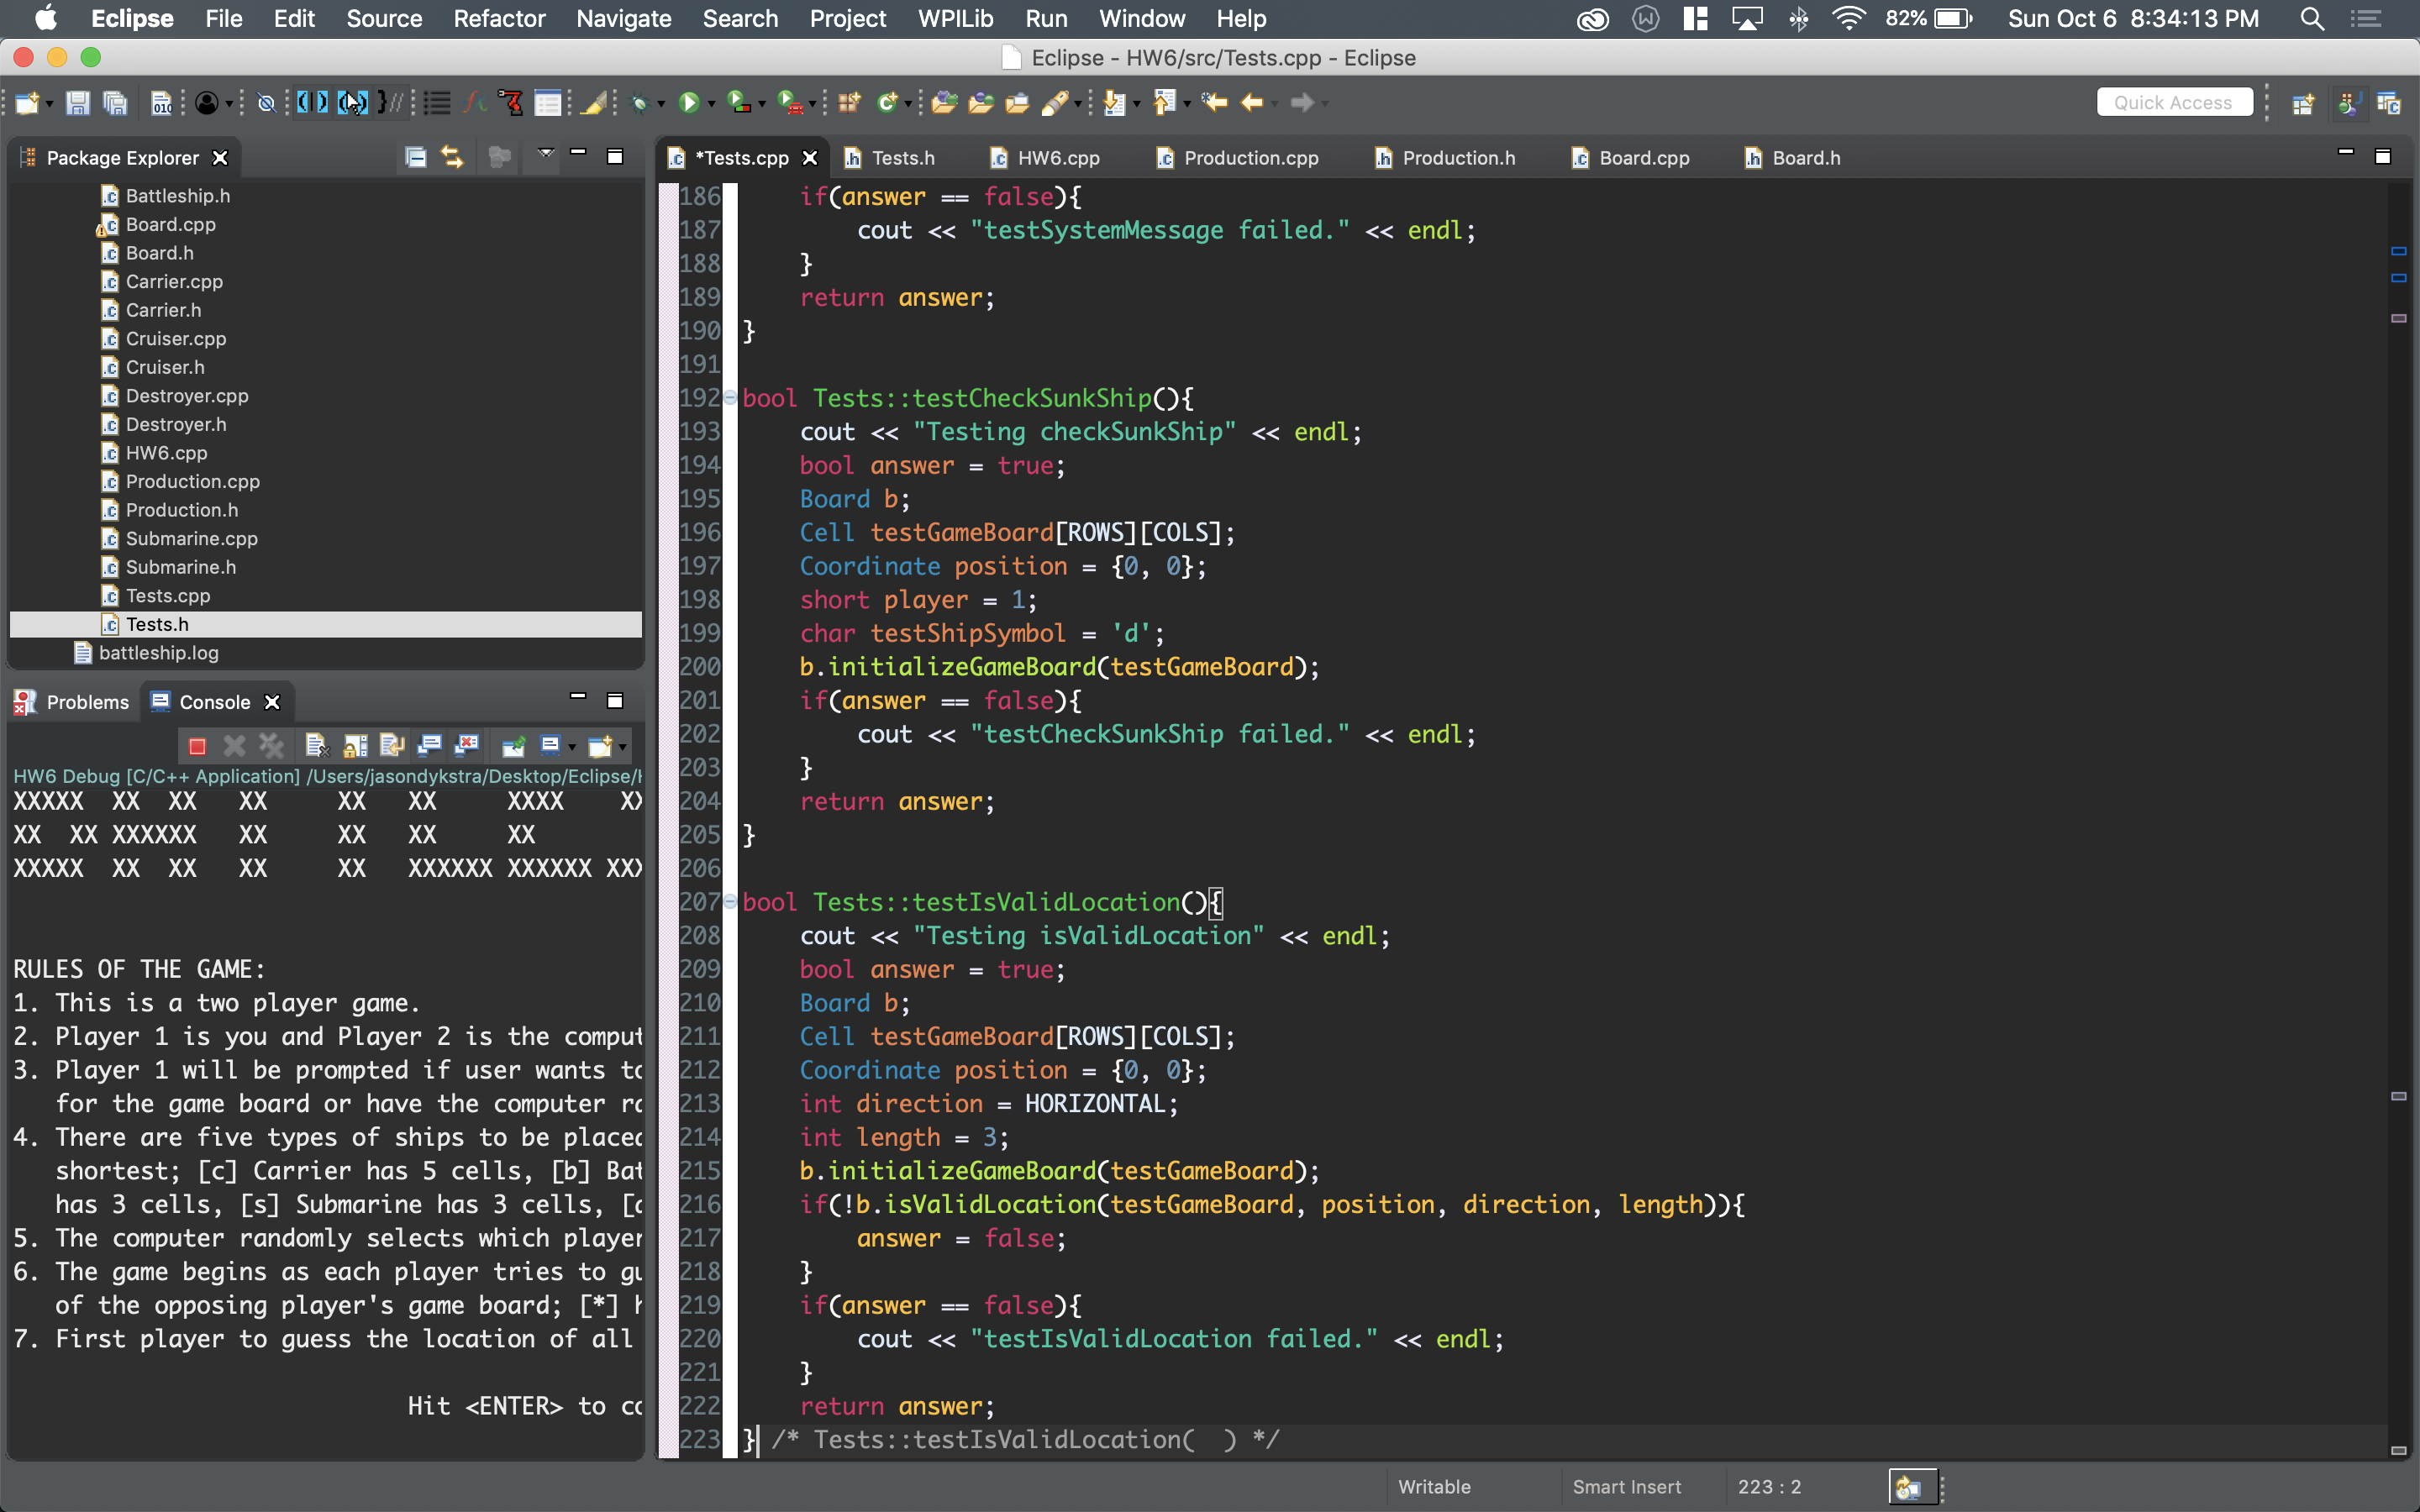 Eclipse File Edit Source Refactor Navigate Search Project WPILib Run Window Help 82% Sun Oct 6 8:34:13 PM
Eclipse - HW6/src/Tests.cpp - Eclipse
Quick Access
Package Explorer
Battleship.h
Board.cpp
Board.h
Carrier.cpp
Carrier.h
Cruiser.cpp
Cruiser.h
Destroyer.cpp
Destroyer.h
HW6.cpp
Production.cpp
Production.h
Submarine.cpp
Submarine.h
Tests.cpp
Tests.h
battleship.log
Problems Console
HW6 Debug [C/C++ Application] /Users/jasondykstra/Desktop/Eclipse/
XXXXX  XX  XX   XX     XX   XX     XXXX    XX
XX  XX XXXXXX   XX     XX   XX     XX
XXXXX  XX  XX   XX     XX   XXXXXX XXXXXX XXX
RULES OF THE GAME:
1. This is a two player game.
2. Player 1 is you and Player 2 is the comput
3. Player 1 will be prompted if user wants to
   for the game board or have the computer ra
4. There are five types of ships to be placed
   shortest; [c] Carrier has 5 cells, [b] Bat
   has 3 cells, [s] Submarine has 3 cells, [d
5. The computer randomly selects which player
6. The game begins as each player tries to gu
   of the opposing player's game board; [*] h
7. First player to guess the location of all
Hit <ENTER> to co
*Tests.cpp Tests.h HW6.cpp Production.cpp Production.h Board.cpp Board.h
186     if(answer == false){
187         cout << "testSystemMessage failed." << endl;
188     }
189     return answer;
190 }
191
192 bool Tests::testCheckSunkShip(){
193     cout << "Testing checkSunkShip" << endl;
194     bool answer = true;
195     Board b;
196     Cell testGameBoard[ROWS][COLS];
197     Coordinate position = {0, 0};
198     short player = 1;
199     char testShipSymbol = 'd';
200     b.initializeGameBoard(testGameBoard);
201     if(answer == false){
202         cout << "testCheckSunkShip failed." << endl;
203     }
204     return answer;
205 }
206
207 bool Tests::testIsValidLocation(){
208     cout << "Testing isValidLocation" << endl;
209     bool answer = true;
210     Board b;
211     Cell testGameBoard[ROWS][COLS];
212     Coordinate position = {0, 0};
213     int direction = HORIZONTAL;
214     int length = 3;
215     b.initializeGameBoard(testGameBoard);
216     if(!b.isValidLocation(testGameBoard, position, direction, length)){
217         answer = false;
218     }
219     if(answer == false){
220         cout << "testIsValidLocation failed." << endl;
221     }
222     return answer;
223 } /* Tests::testIsValidLocation(  ) */
Writable Smart Insert 223 : 2